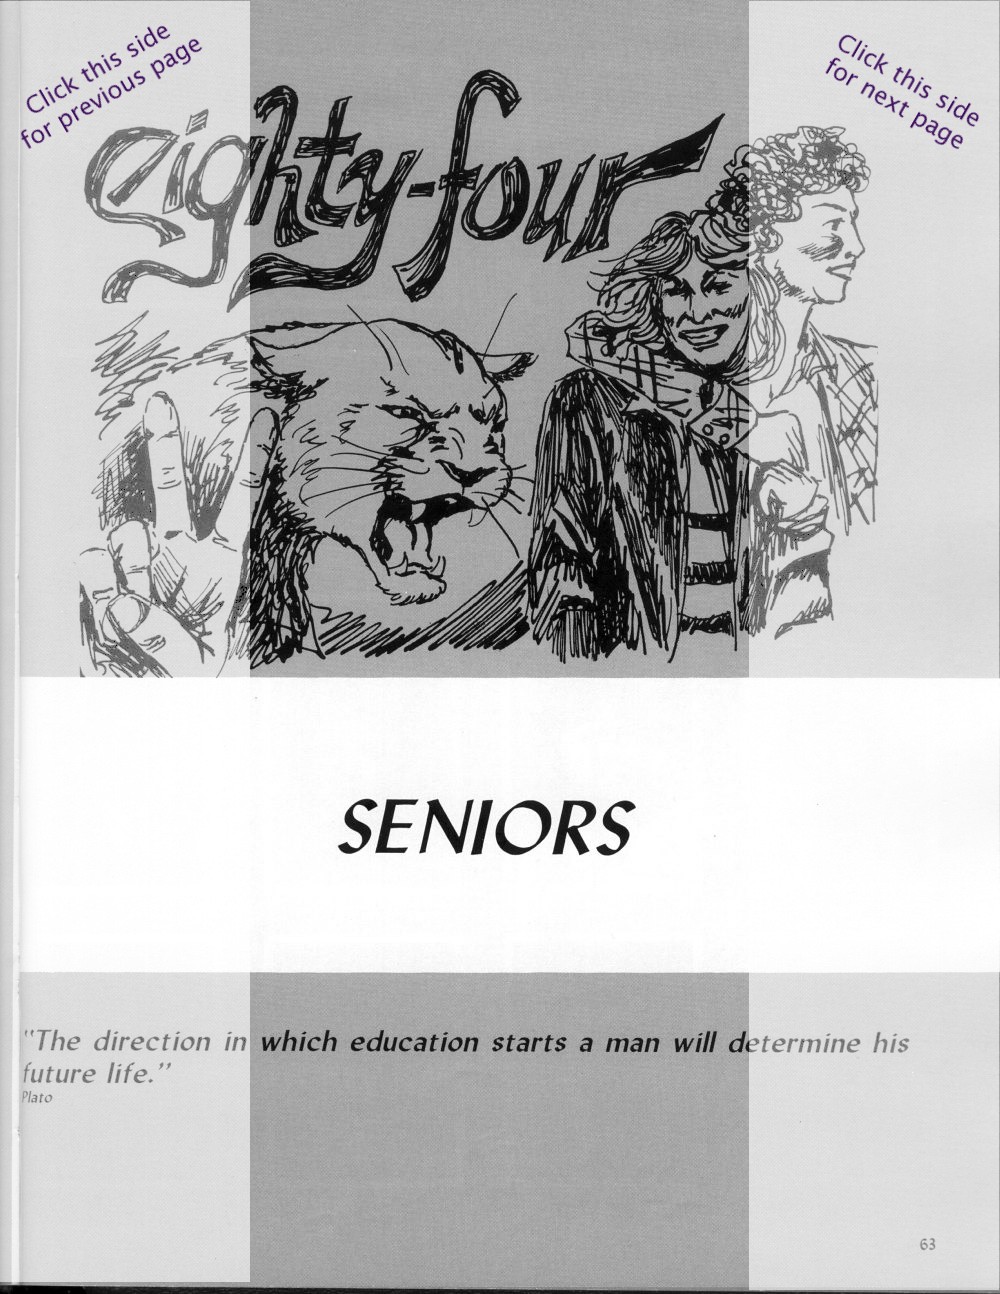 Click this side
for previous page
Click this side
for next page
eighty-four
SENIORS
"The direction in which education starts a man will determine his
future life."
Plato
63